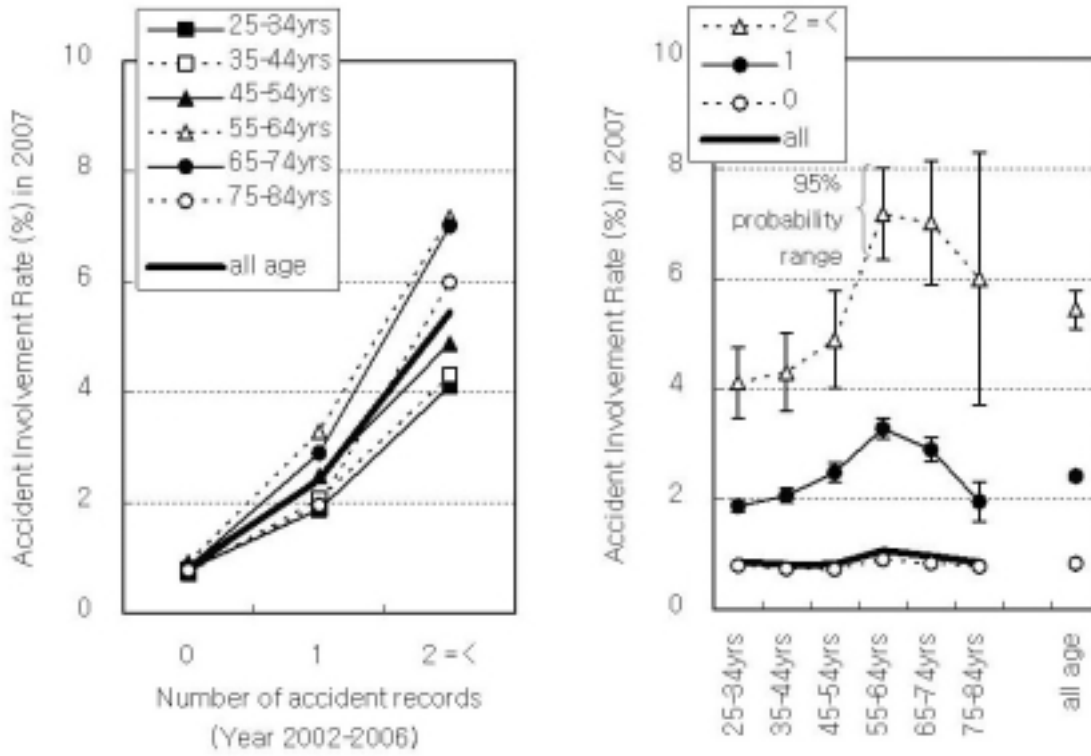 25-34yrs
35-44yrs
45-54yrs
55-64yrs
65-74yrs
75-84yrs
all age
Accident Involvement Rate (%) in 2007
10
8
6
4
2
0
0
1
2 = <
Number of accident records
(Year 2002-2006)
2 = <
1
0
all
Accident Involvement Rate (%) in 2007
10
8
6
4
2
0
95%
probability
range
25-34yrs
35-44yrs
45-54yrs
55-64yrs
65-74yrs
75-84yrs
all age